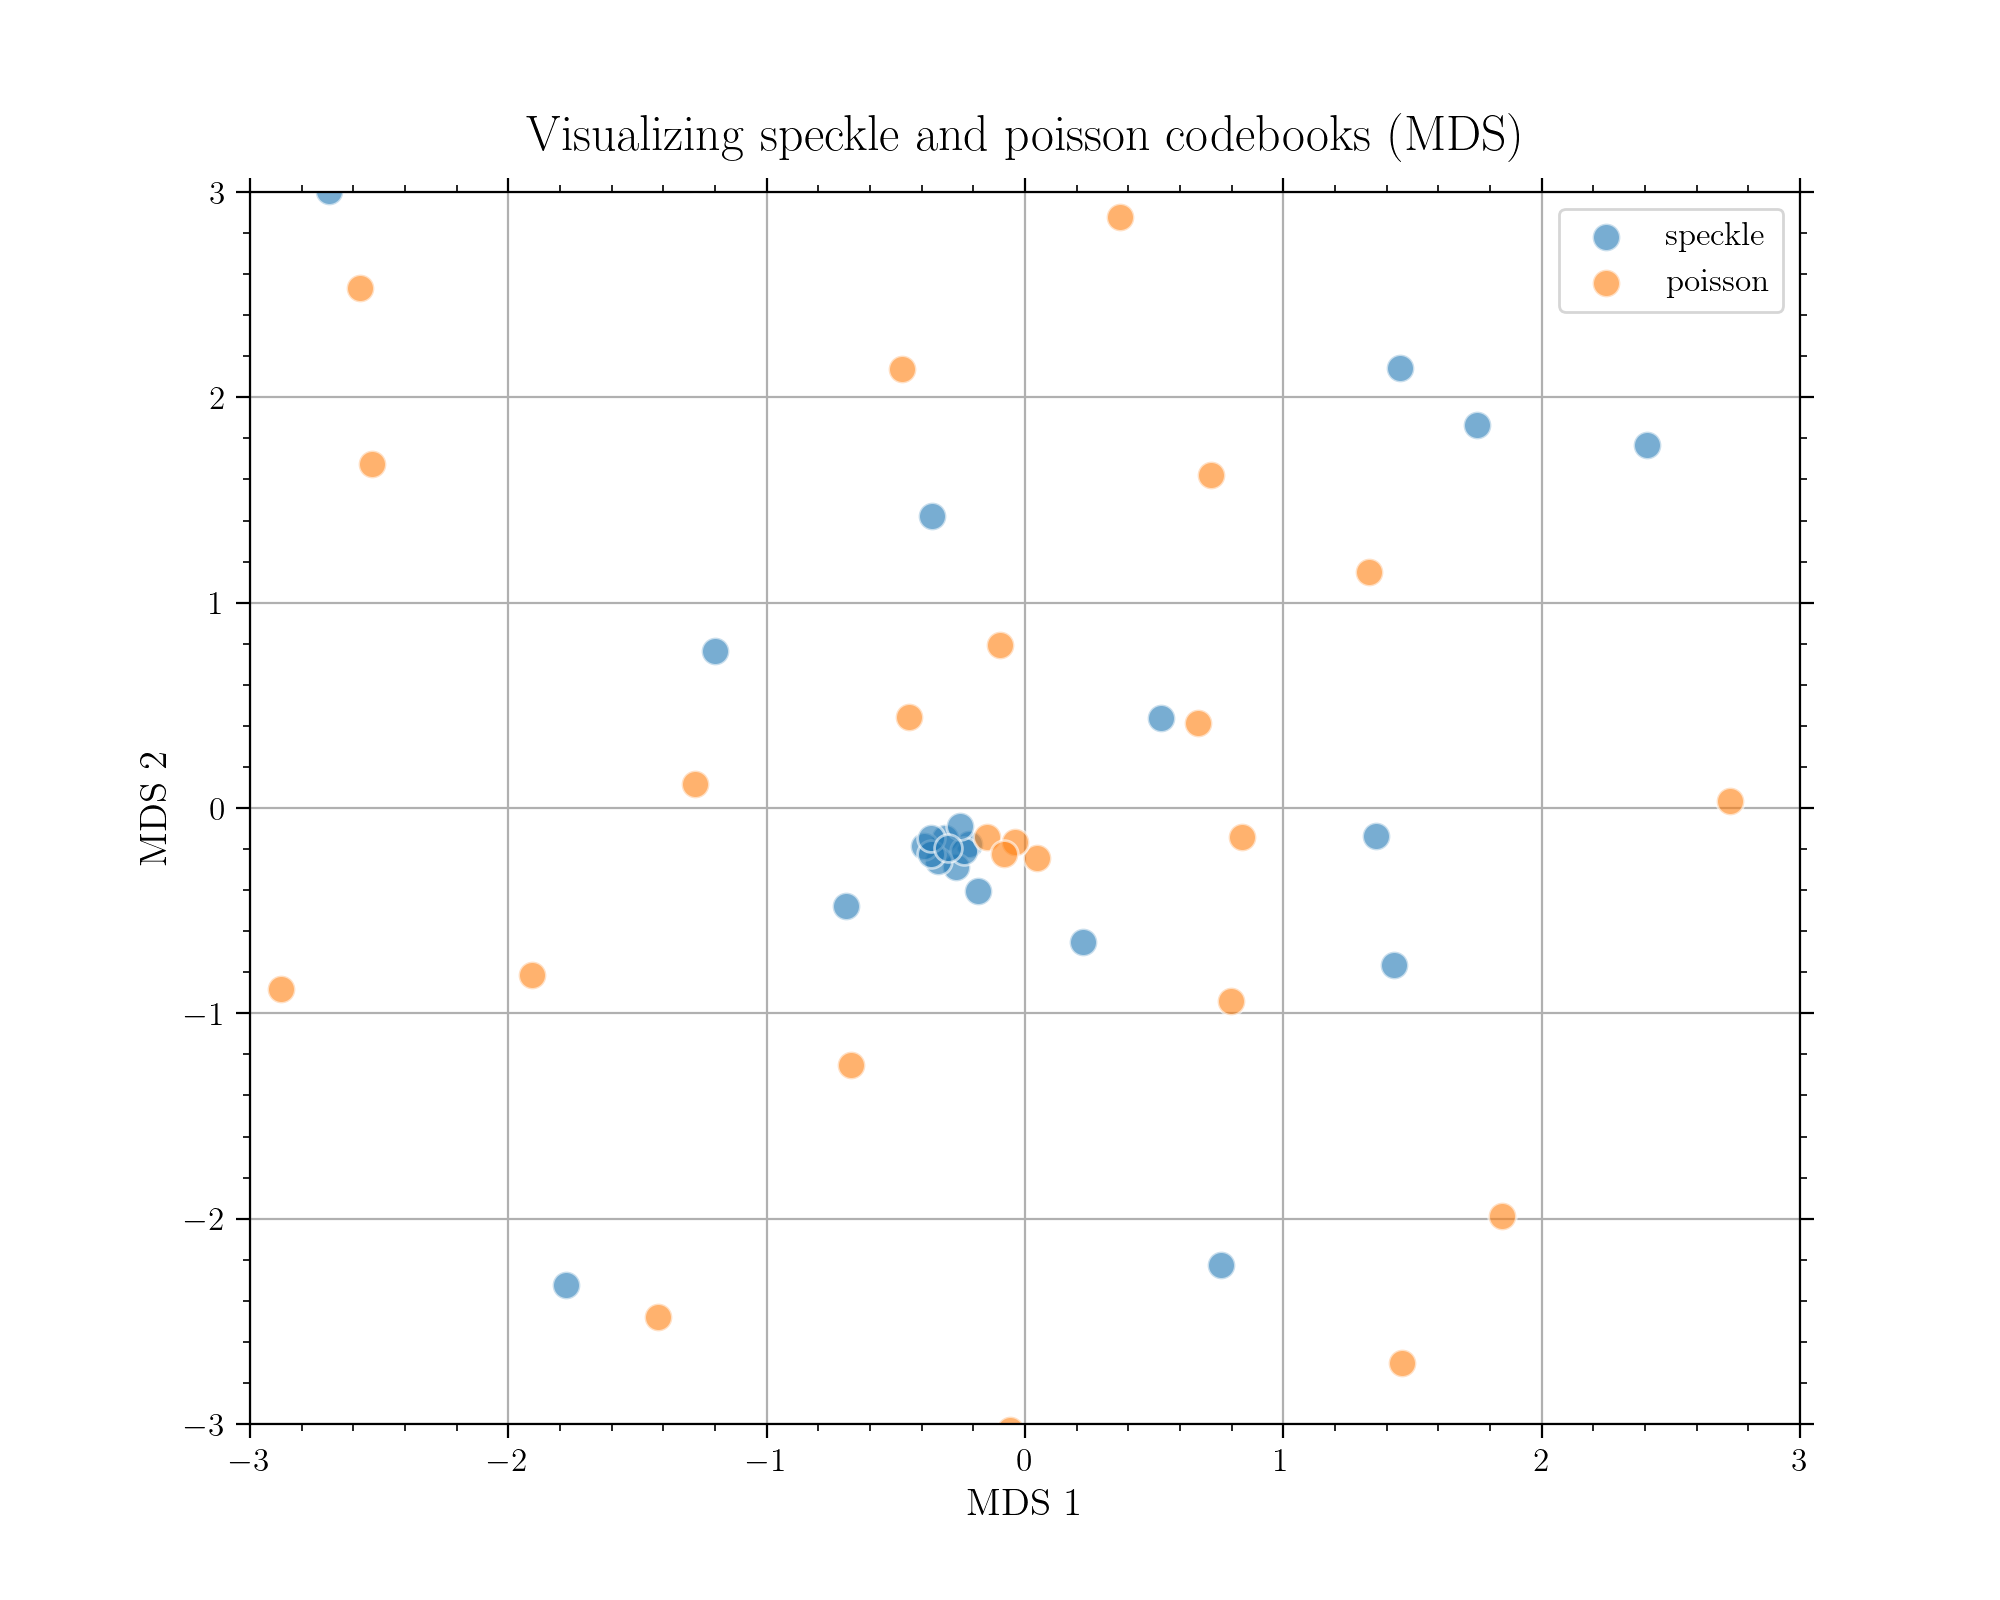 Visualizing speckle and poisson codebooks (MDS)
speckle
poisson
3
2
1
0
−1
−2
−3
MDS 2
−3
−2
−1
0
1
2
3
MDS 1